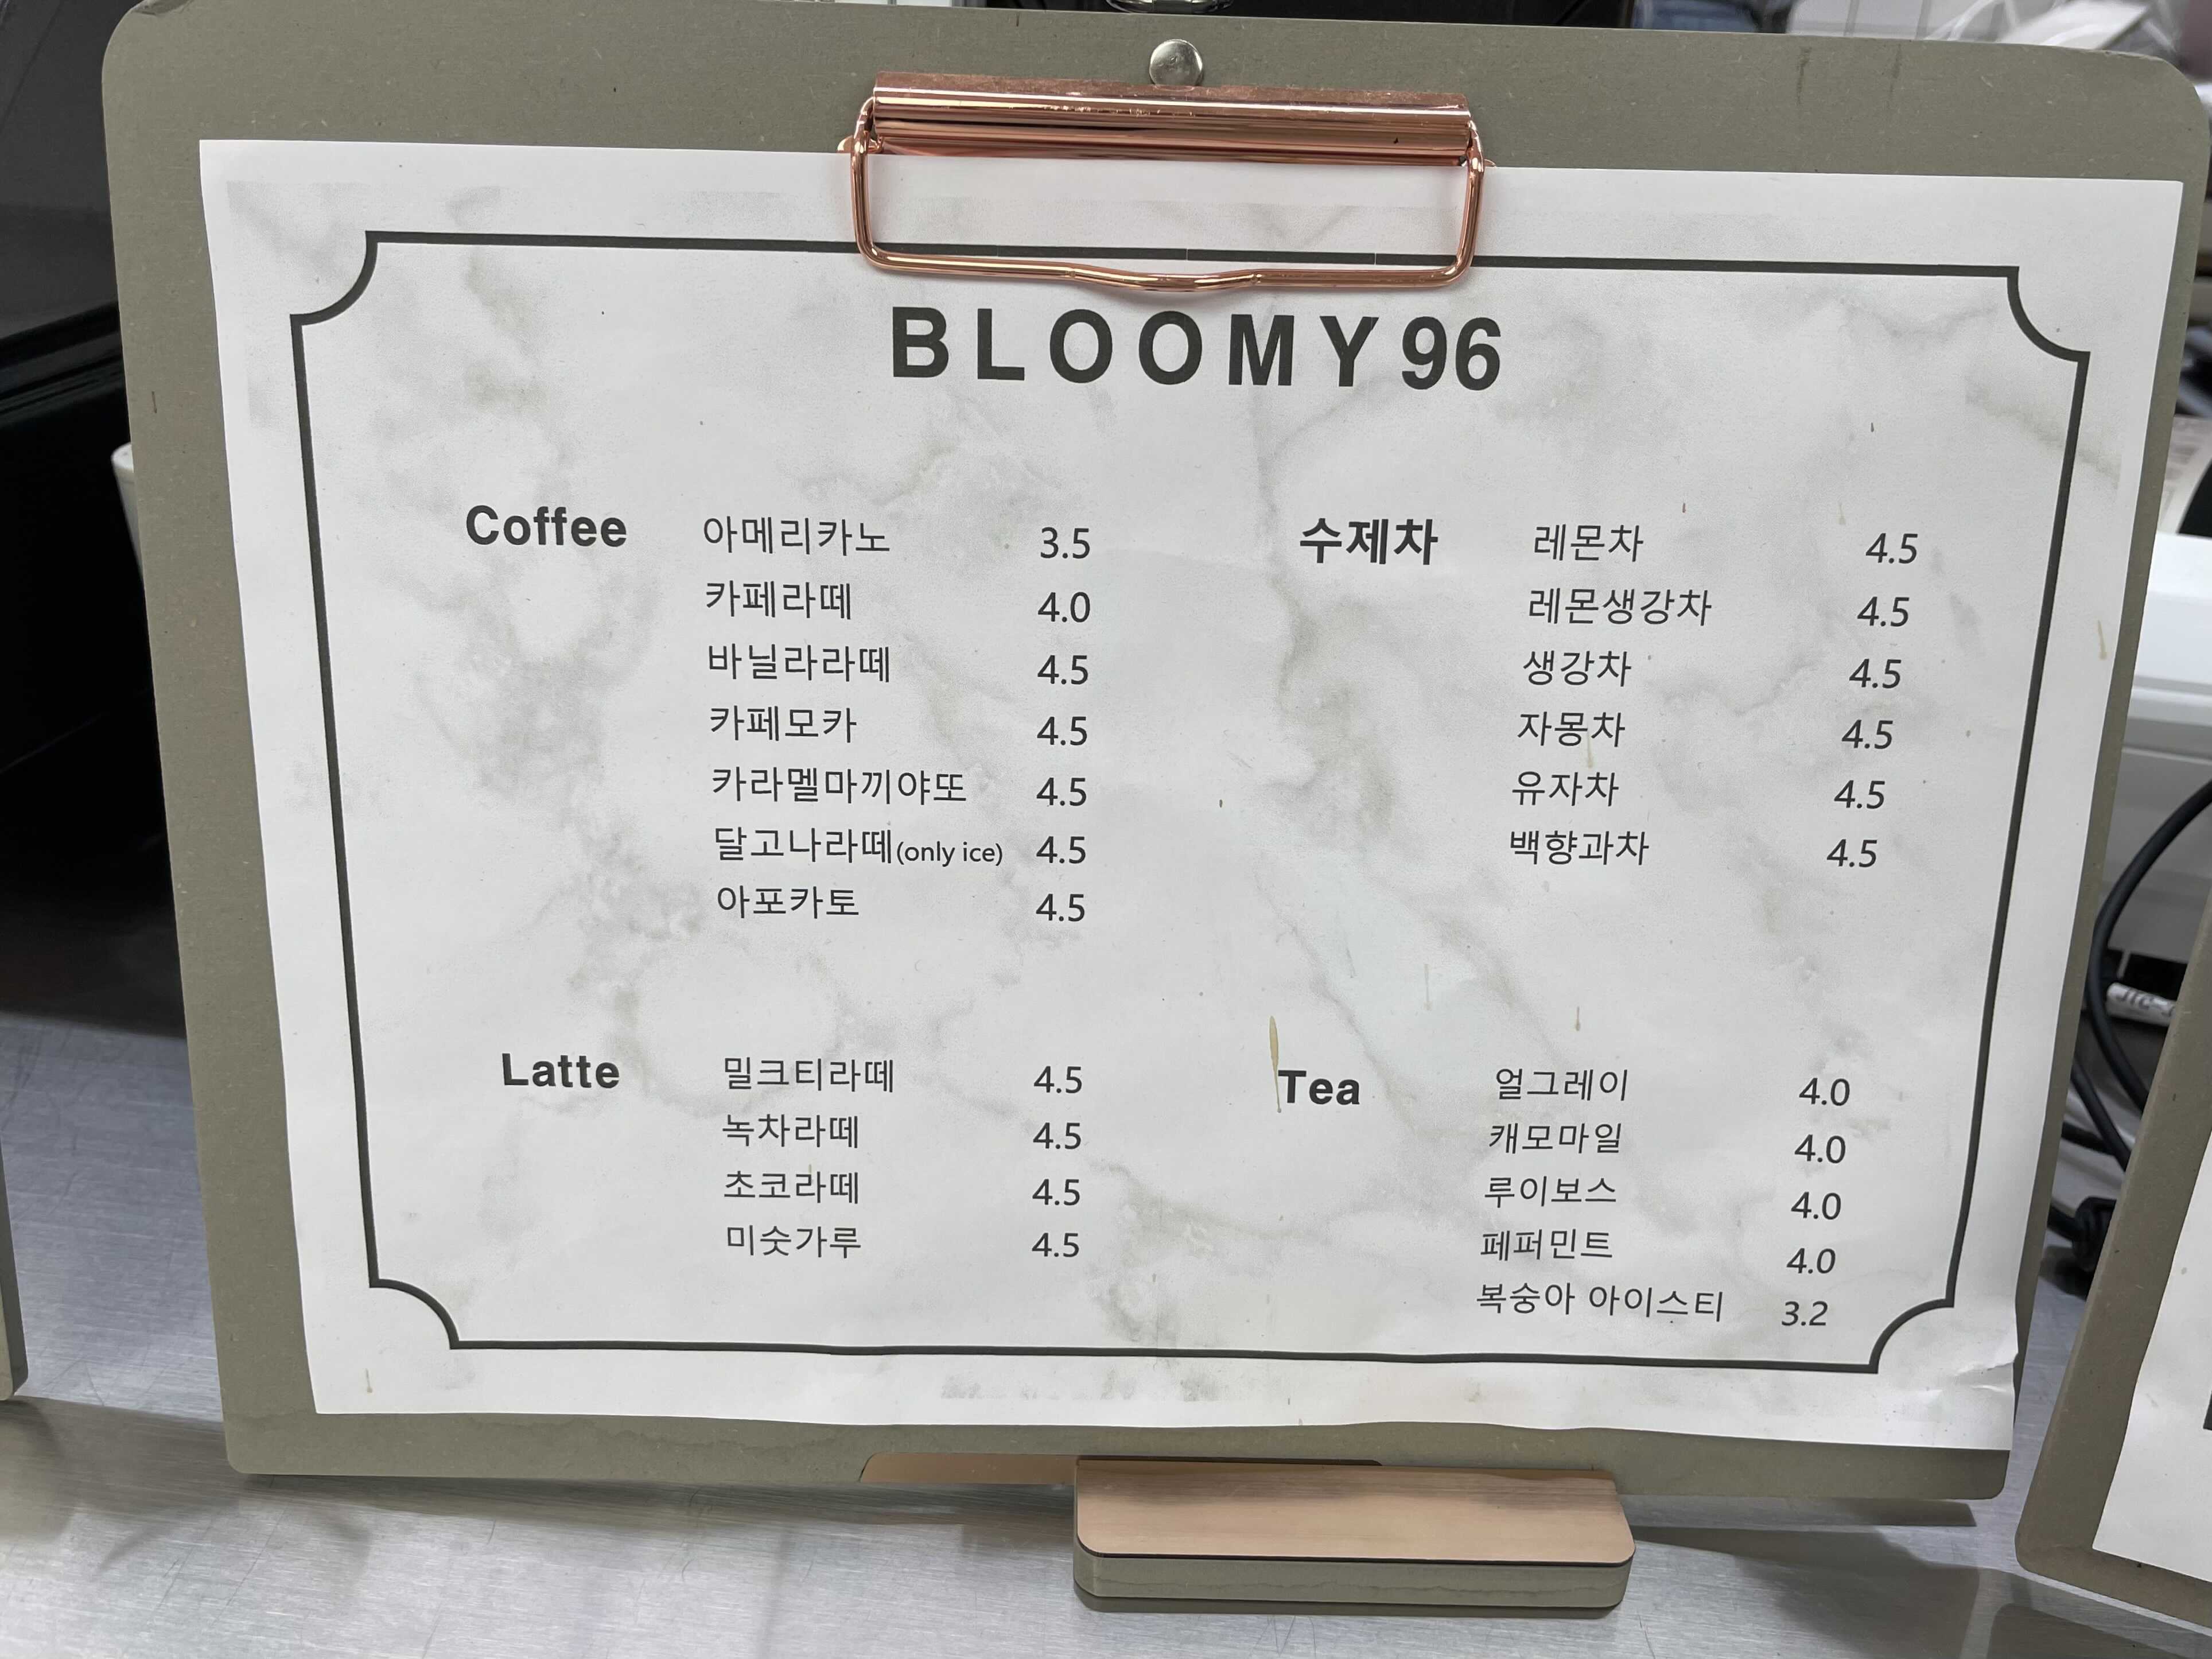 BLOOMY 96
Coffee 아메리카노 3.5
카페라떼 4.0
바닐라라떼 4.5
카페모카 4.5
카라멜마끼야또 4.5
달고나라떼(only ice) 4.5
아포카토 4.5
Latte 밀크티라떼 4.5
녹차라떼 4.5
초코라떼 4.5
미숫가루 4.5
수제차 레몬차 4.5
레몬생강차 4.5
생강차 4.5
자몽차 4.5
유자차 4.5
백향과차 4.5
Tea 얼그레이 4.0
캐모마일 4.0
루이보스 4.0
페퍼민트 4.0
복숭아 아이스티 3.2